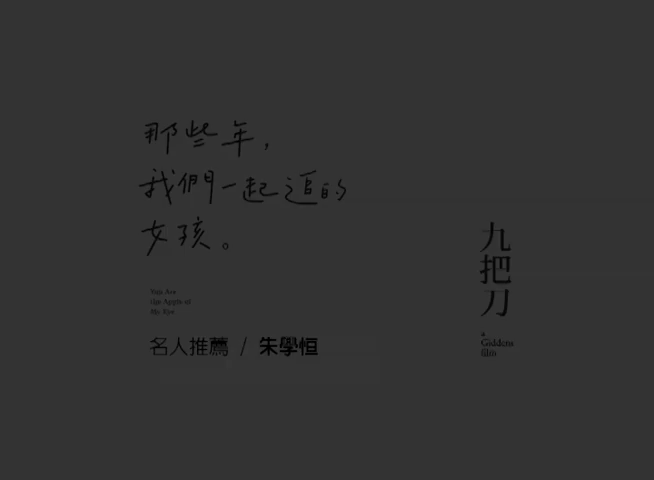 那些年，
我們一起追的
女孩。
You Are
the Apple of
My Eye
名人推薦 / 朱學恒
九把刀
a
Giddens
film